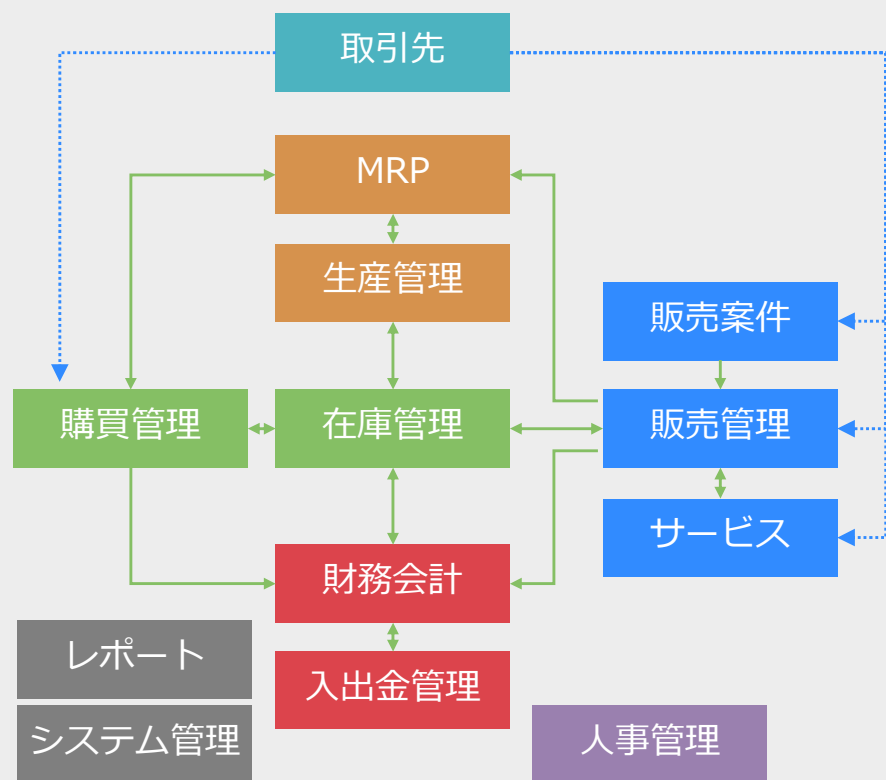 取引先
MRP
生産管理
販売案件
購買管理
在庫管理
販売管理
サービス
財務会計
レポート
入出金管理
システム管理
人事管理